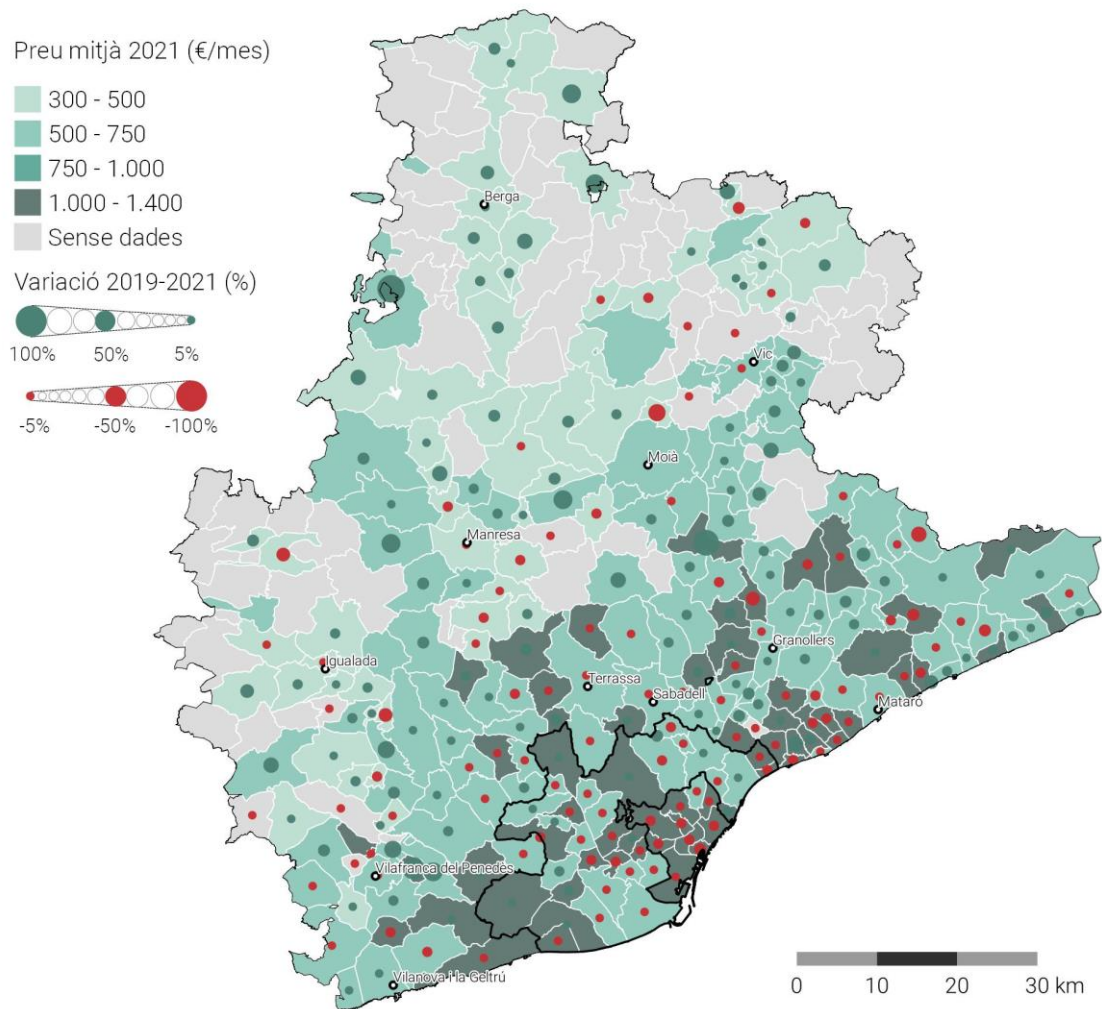 Preu mitjà 2021 (€/mes)
300 - 500
500 - 750
750 - 1.000
1.000 - 1.400
Sense dades
Variació 2019-2021 (%)
100% 50% 5%
-5% -50% -100%
Berga
Vic
Moià
Manresa
Igualada
Granollers
Terrassa
Sabadell
Mataró
Vilafranca del Penedès
Vilanova i la Geltrú
0 10 20 30 km